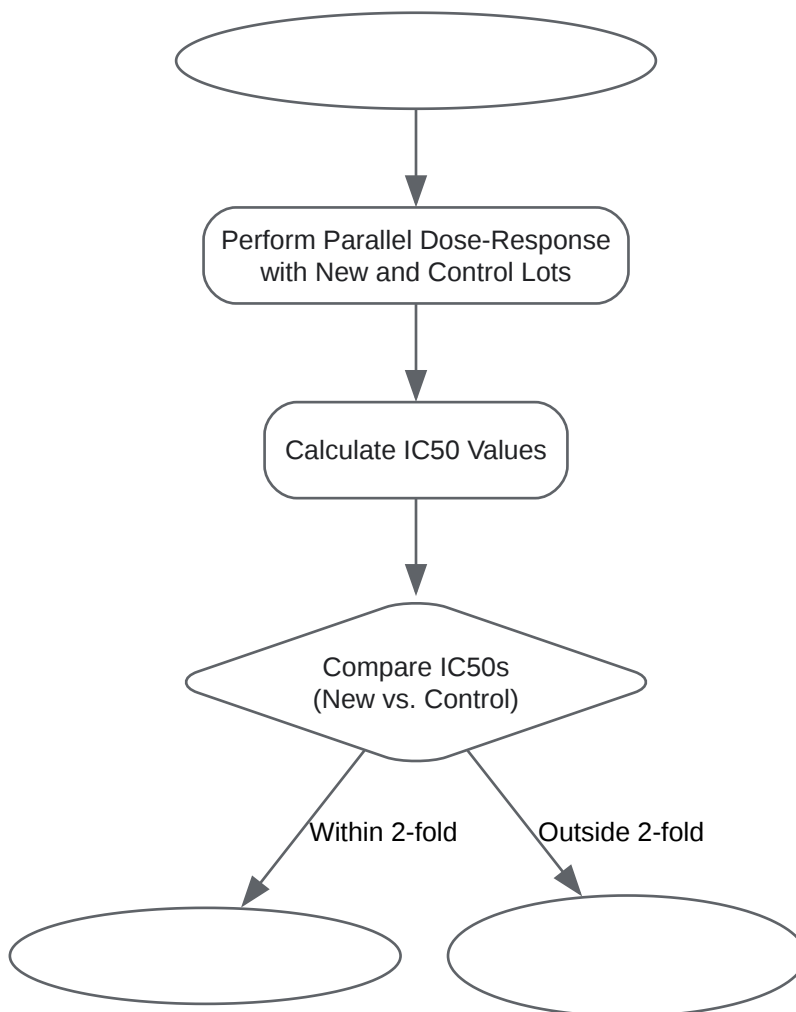 Perform Parallel Dose-Response
with New and Control Lots
Calculate IC50 Values
Compare IC50s
(New vs. Control)
Within 2-fold
Outside 2-fold